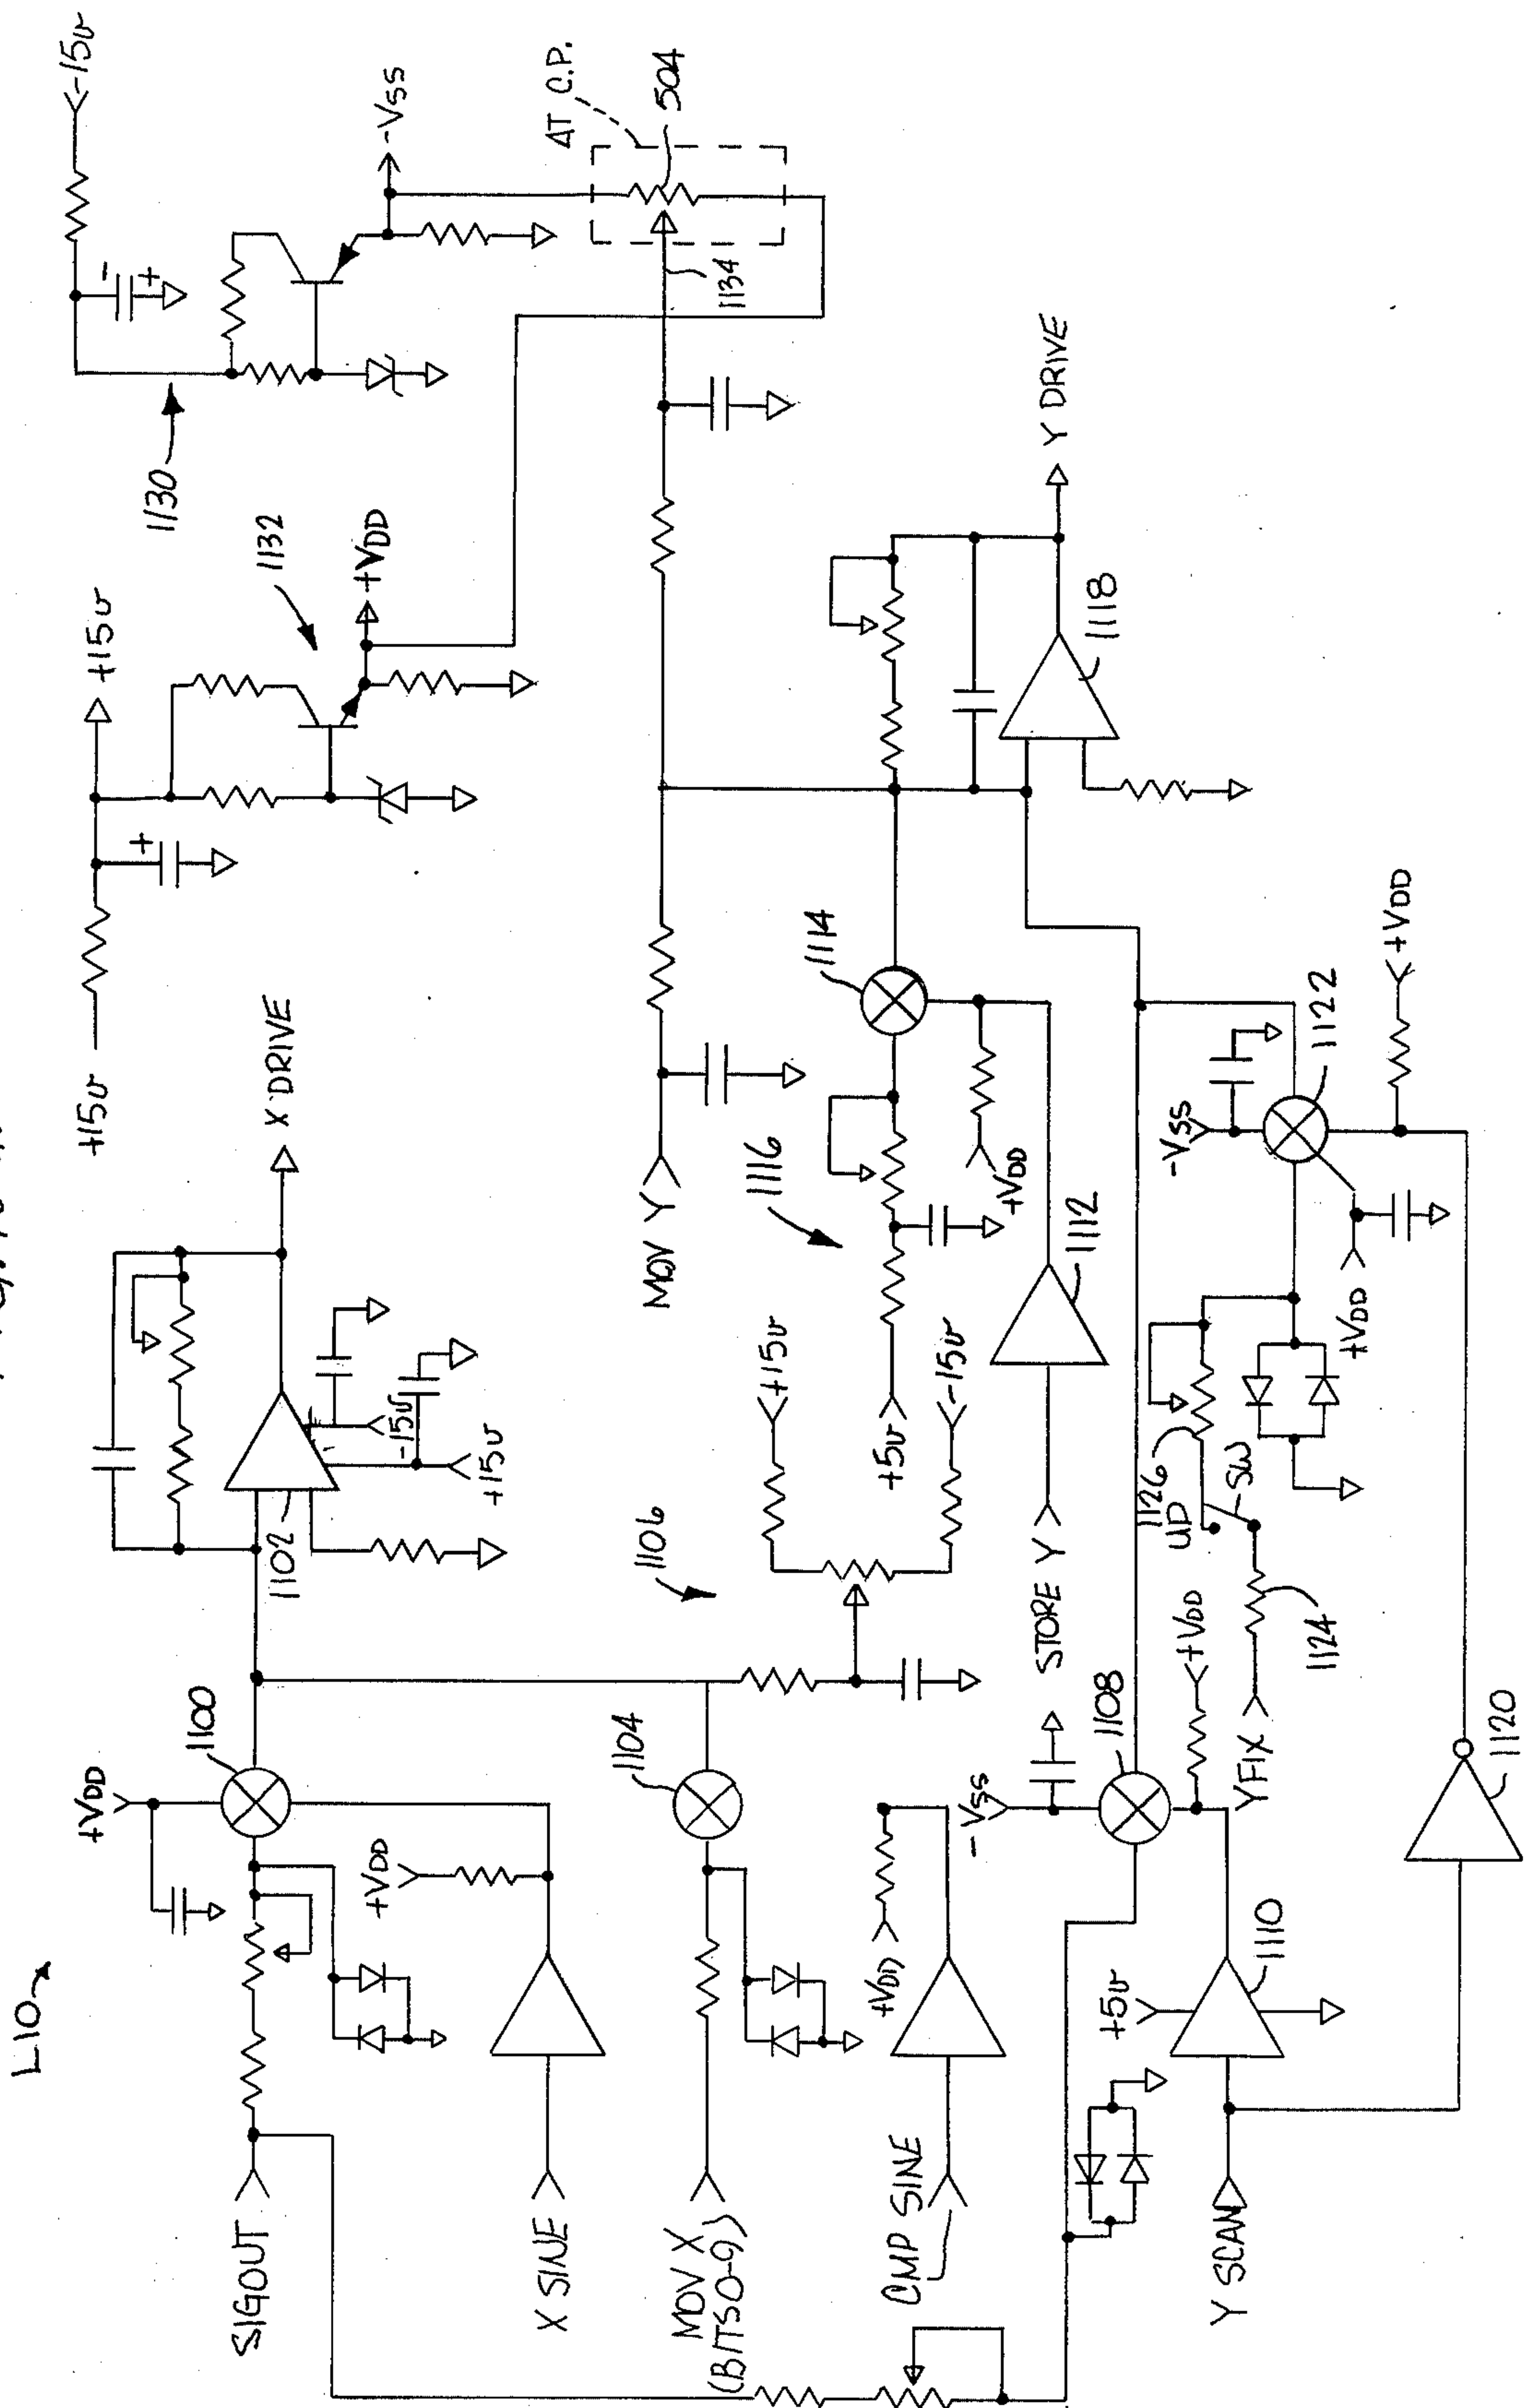 L10
+15v
+15v
-15v
1130
1132
+VDD
-VSS
AT C.P.
504
1134
SIGOUT
+VDD
1100
1102
-15v
+15v
X DRIVE
X SINE
+VDD
MOV X
(BITS 0-9)
1104
1106
+15v
-15v
MOV Y
1116
+5v
+VDD
1114
1118
Y DRIVE
CMP SINE
+VDD
STORE Y
1112
-VSS
1108
+VDD
Y SCAN
+5v
1110
1120
YFIX
1124
SW
UP
1126
+VDD
-VSS
1122
+VDD